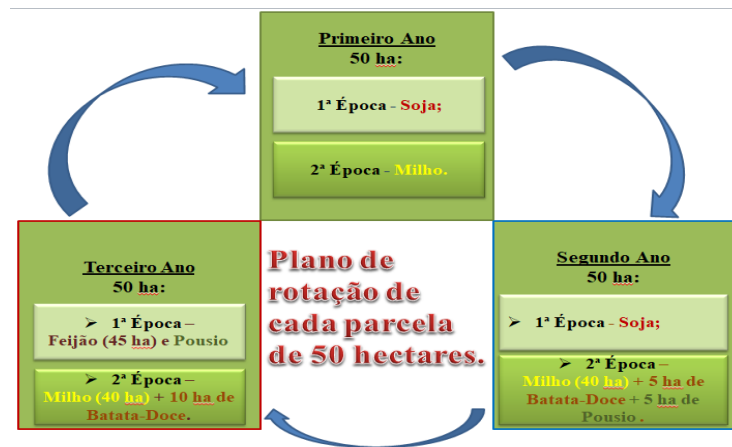 Primeiro Ano
50 ha:
1ª Época - Soja;
2ª Época - Milho.
Plano de
rotação de
cada parcela
de 50 hectares.
Segundo Ano
50 ha:
➢ 1ª Época - Soja;
➢ 2ª Época –
Milho (40 ha) + 5 ha de
Batata-Doce + 5 ha de
Pousio .
Terceiro Ano
50 ha:
➢ 1ª Época –
Feijão (45 ha) e Pousio
➢ 2ª Época –
Milho (40 ha) + 10 ha de
Batata-Doce.